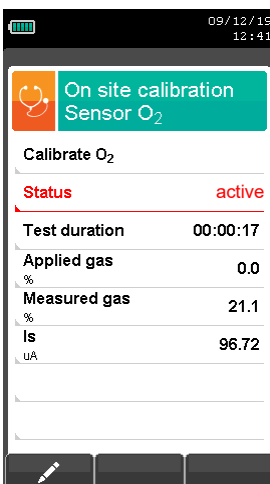 09/12/19
12:41
On site calibration
Sensor O₂
Calibrate O₂
Status active
Test duration 00:00:17
Applied gas 0.0
%
Measured gas 21.1
%
Is 96.72
uA